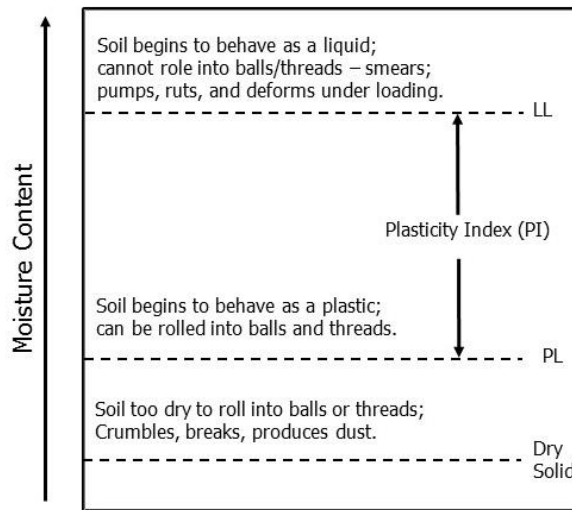 Moisture Content
Soil begins to behave as a liquid;
cannot role into balls/threads – smears;
pumps, ruts, and deforms under loading.
LL
Plasticity Index (PI)
Soil begins to behave as a plastic;
can be rolled into balls and threads.
PL
Soil too dry to roll into balls or threads;
Crumbles, breaks, produces dust.
Dry
Solid